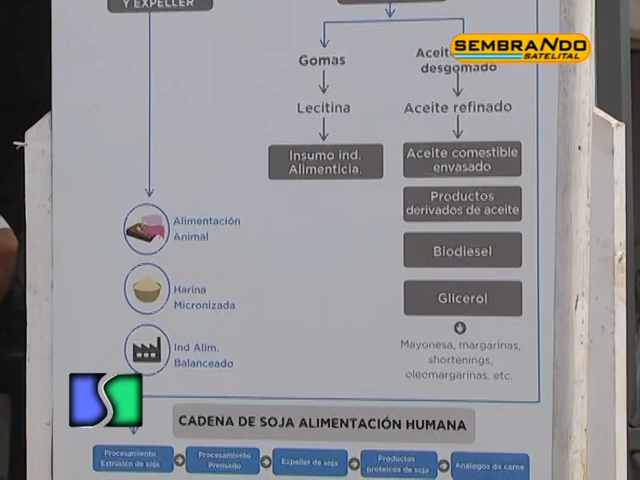 Y EXPELLER
Gomas
Lecitina
Insumo ind.
Alimenticia.
SEMBRANDO
SATELITAL
desgomado
Aceite refinado
Aceite comestible
envasado
Productos
derivados de aceite
Biodiesel
Glicerol
Mayonesa, margarinas,
shortenings,
oleomargarinas, etc.
Alimentación
Animal
Harina
Micronizada
Ind Alim.
Balanceado
CADENA DE SOJA ALIMENTACIÓN HUMANA
Procesamiento
Extrusión de soja
Procesamiento
Prensado
Expeller de soja
Productos
proteicos de soja
Análogos de carne